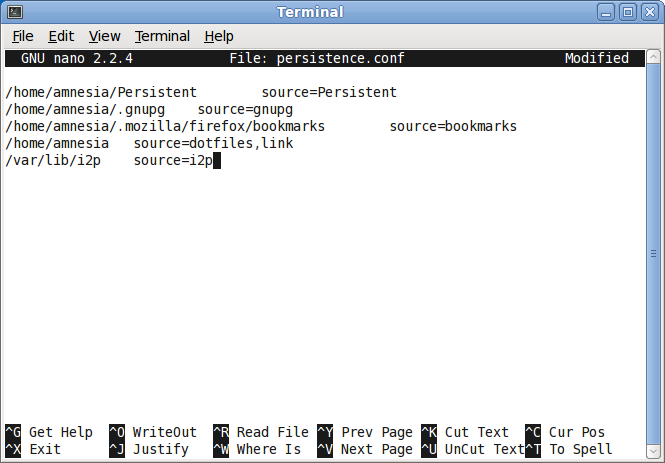 Terminal
File Edit View Terminal Help
GNU nano 2.2.4 File: persistence.conf Modified
/home/amnesia/Persistent source=Persistent
/home/amnesia/.gnupg source=gnupg
/home/amnesia/.mozilla/firefox/bookmarks source=bookmarks
/home/amnesia source=dotfiles,link
/var/lib/i2p source=i2p
^G Get Help ^O WriteOut ^R Read File ^Y Prev Page ^K Cut Text ^C Cur Pos
^X Exit ^J Justify ^W Where Is ^V Next Page ^U UnCut Text ^T To Spell